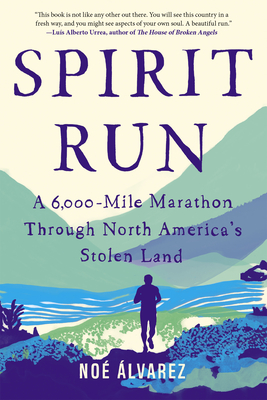 "This book is not like any other out there. You will see this country in a
fresh way, and you might see aspects of your own soul. A beautiful run."
—Luis Alberto Urrea, author of The House of Broken Angels
SPIRIT
RUN
A 6,000-Mile Marathon
Through North America's
Stolen Land
NOÉ ÁLVAREZ